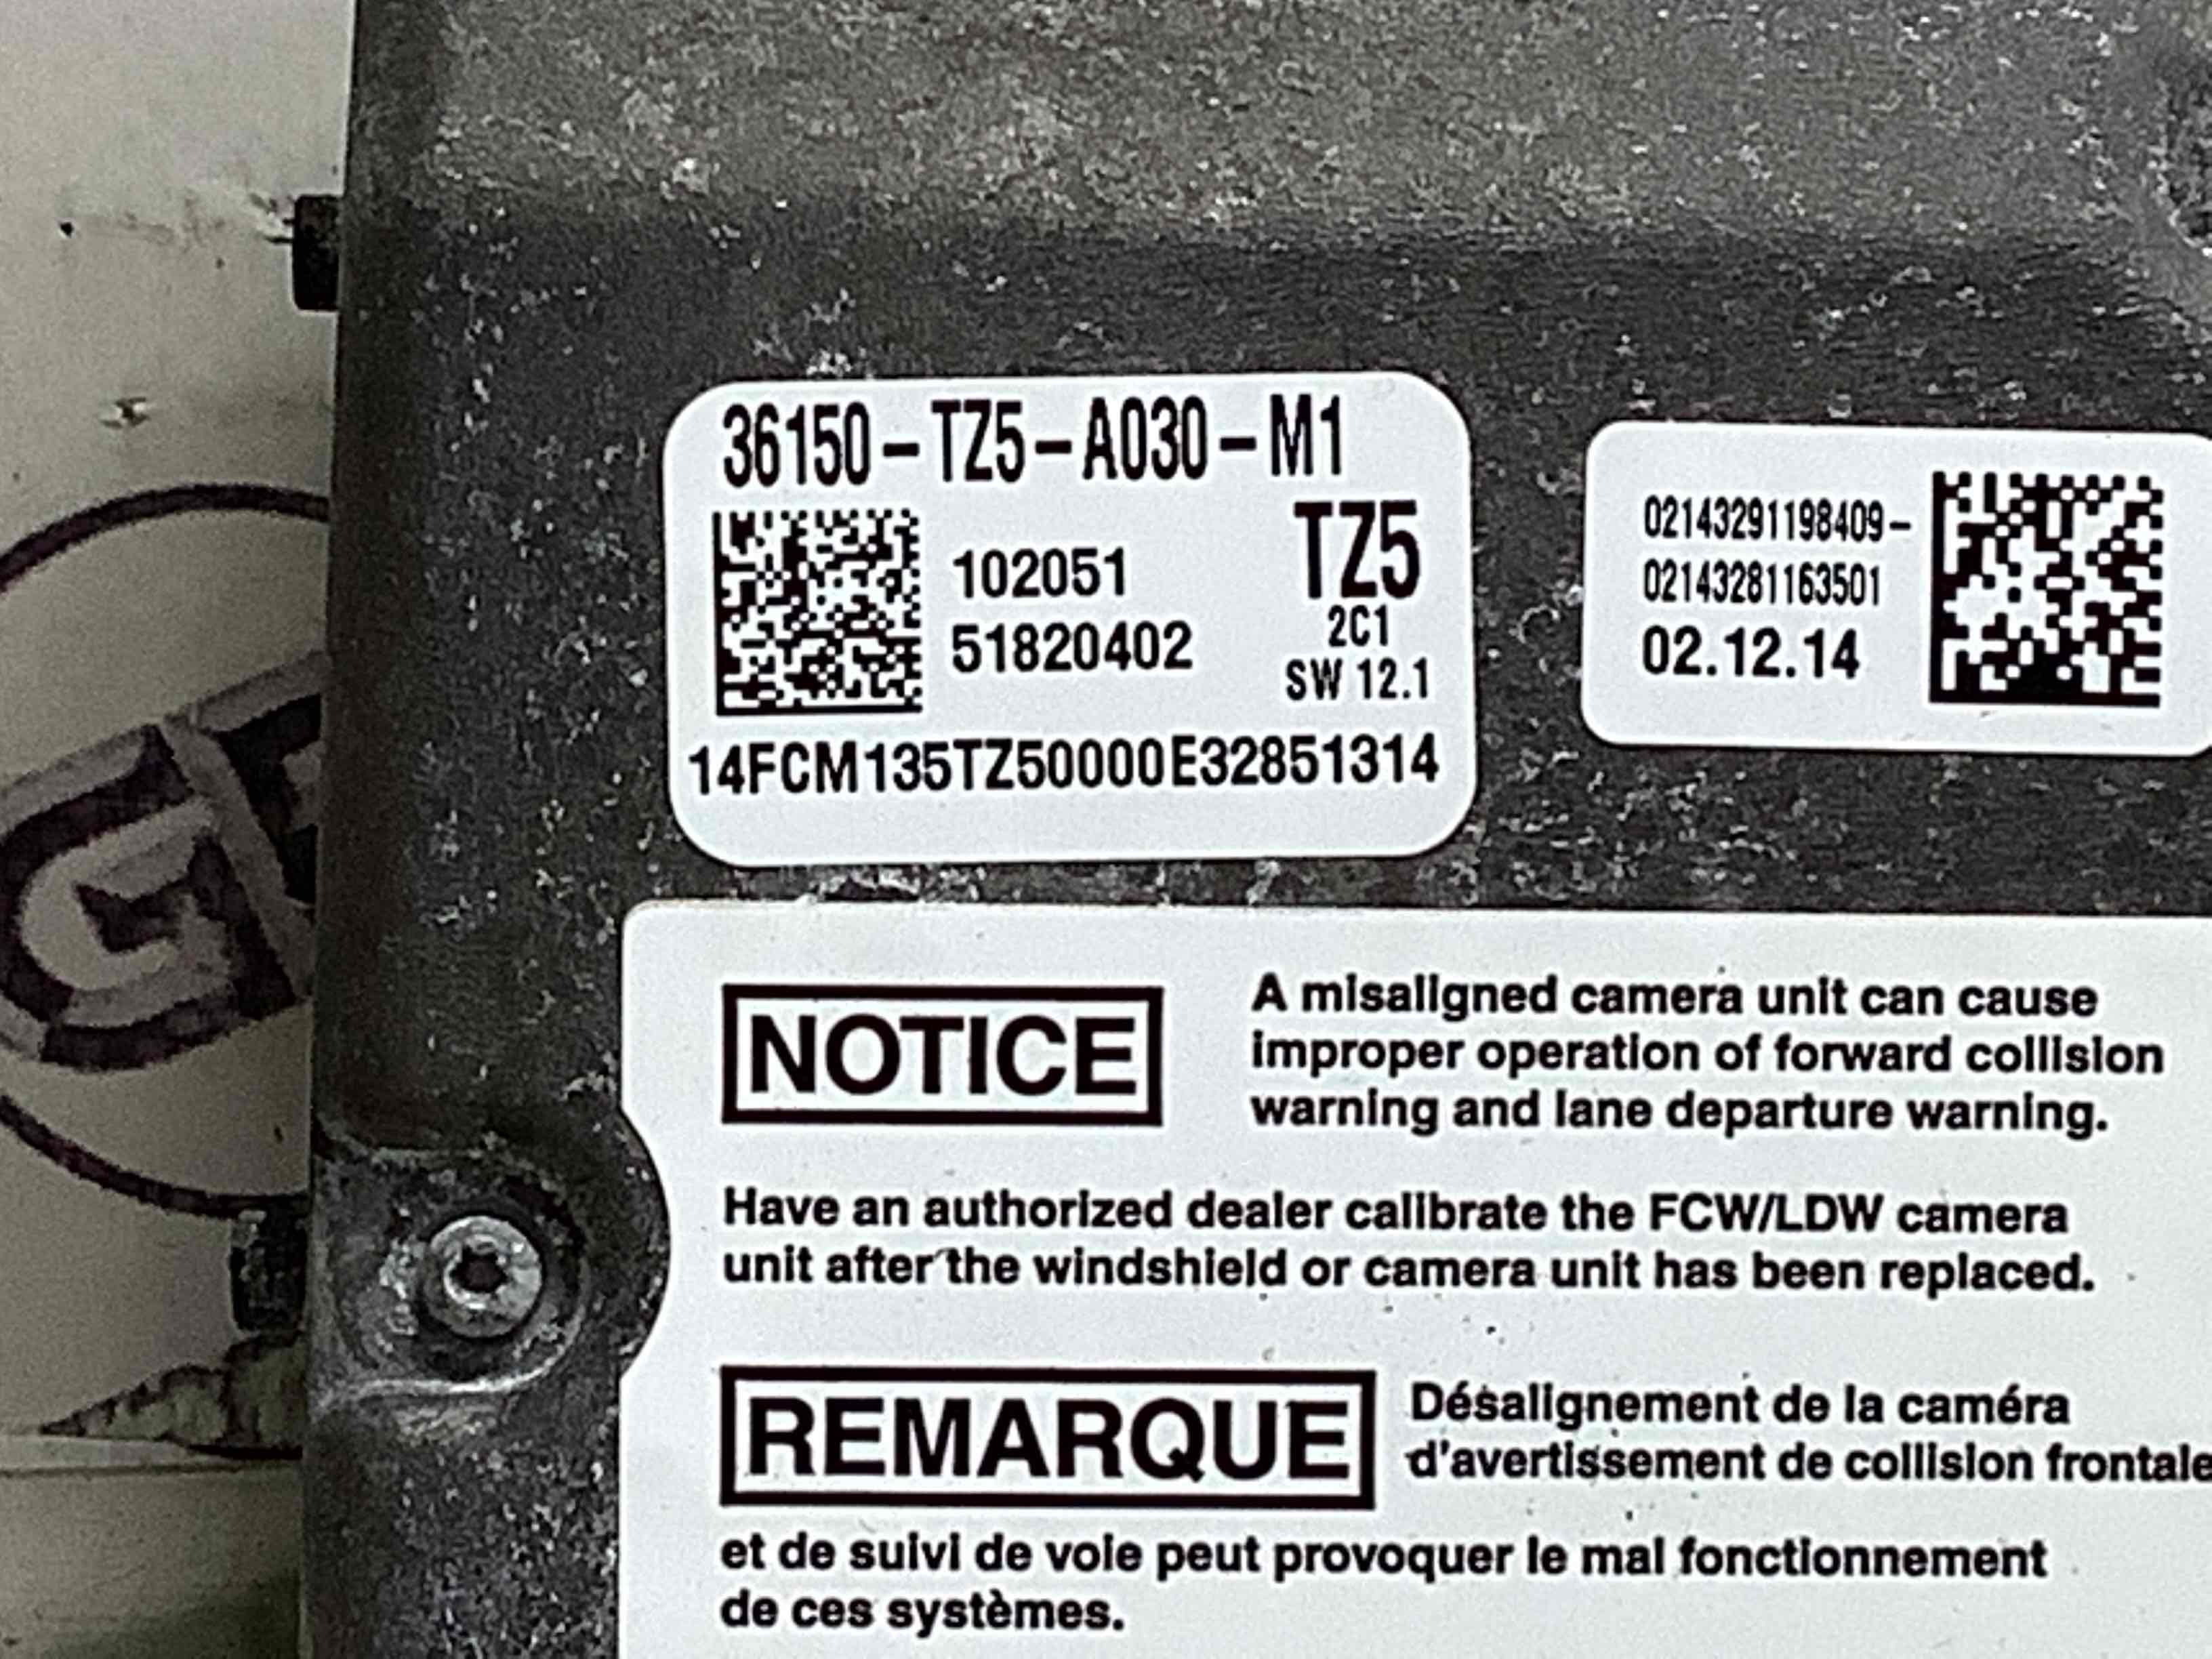 36150-TZ5-A030-M1
102051
51820402
TZ5
2C1
SW 12.1
14FCM135TZ50000E32851314
02143291198409-
02143281163501
02.12.14
NOTICE
A misaligned camera unit can cause
improper operation of forward collision
warning and lane departure warning.
Have an authorized dealer calibrate the FCW/LDW camera
unit after the windshield or camera unit has been replaced.
REMARQUE
Désalignement de la caméra
d'avertissement de collision frontale
et de suivi de voie peut provoquer le mal fonctionnement
de ces systèmes.